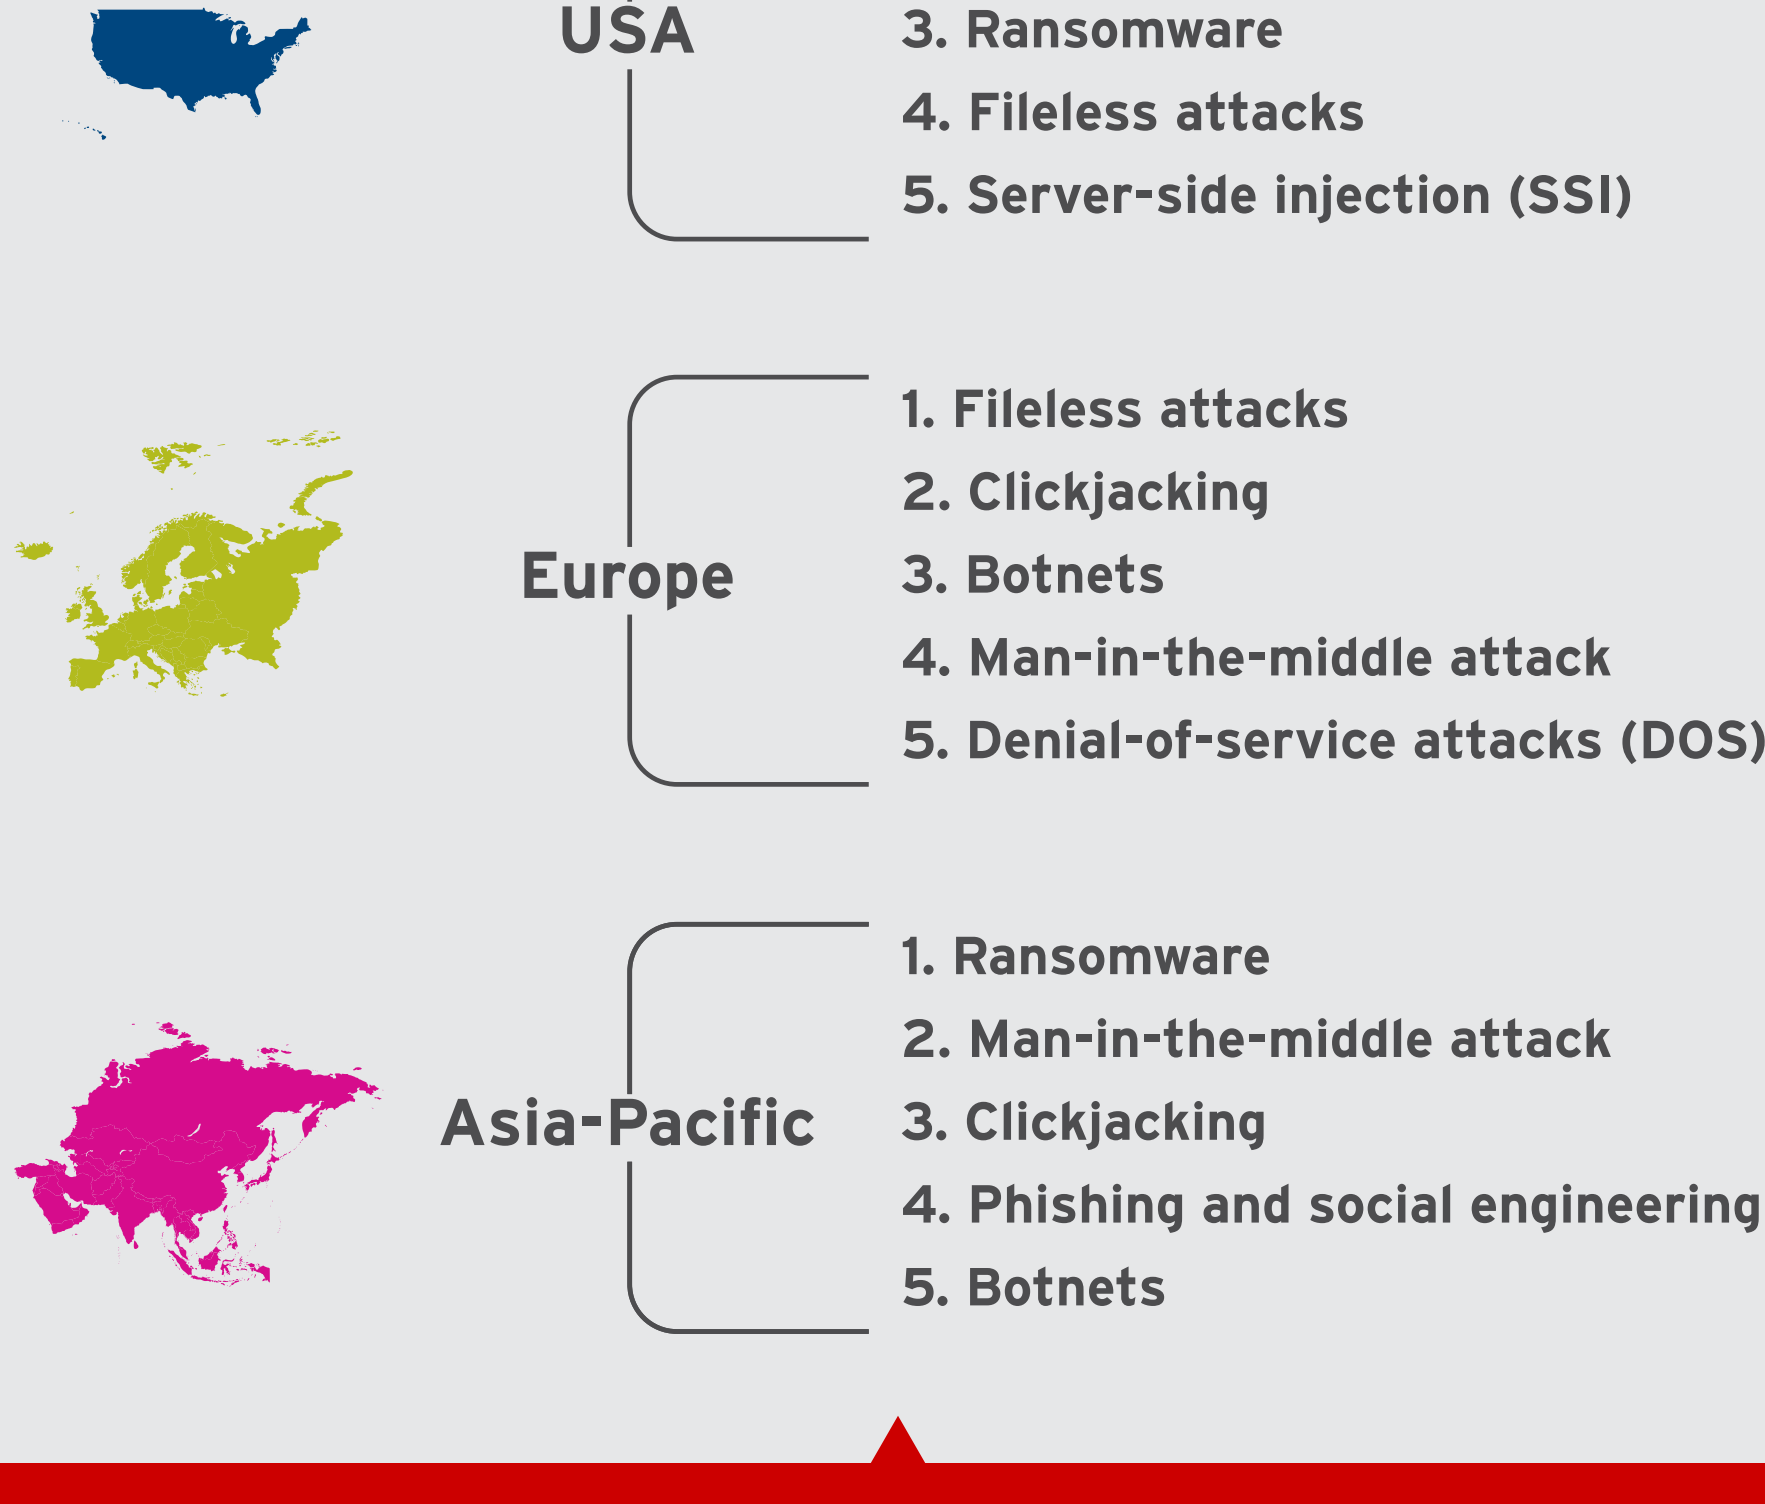 USA
3. Ransomware
4. Fileless attacks
5. Server-side injection (SSI)
Europe
1. Fileless attacks
2. Clickjacking
3. Botnets
4. Man-in-the-middle attack
5. Denial-of-service attacks (DOS)
Asia-Pacific
1. Ransomware
2. Man-in-the-middle attack
3. Clickjacking
4. Phishing and social engineering
5. Botnets